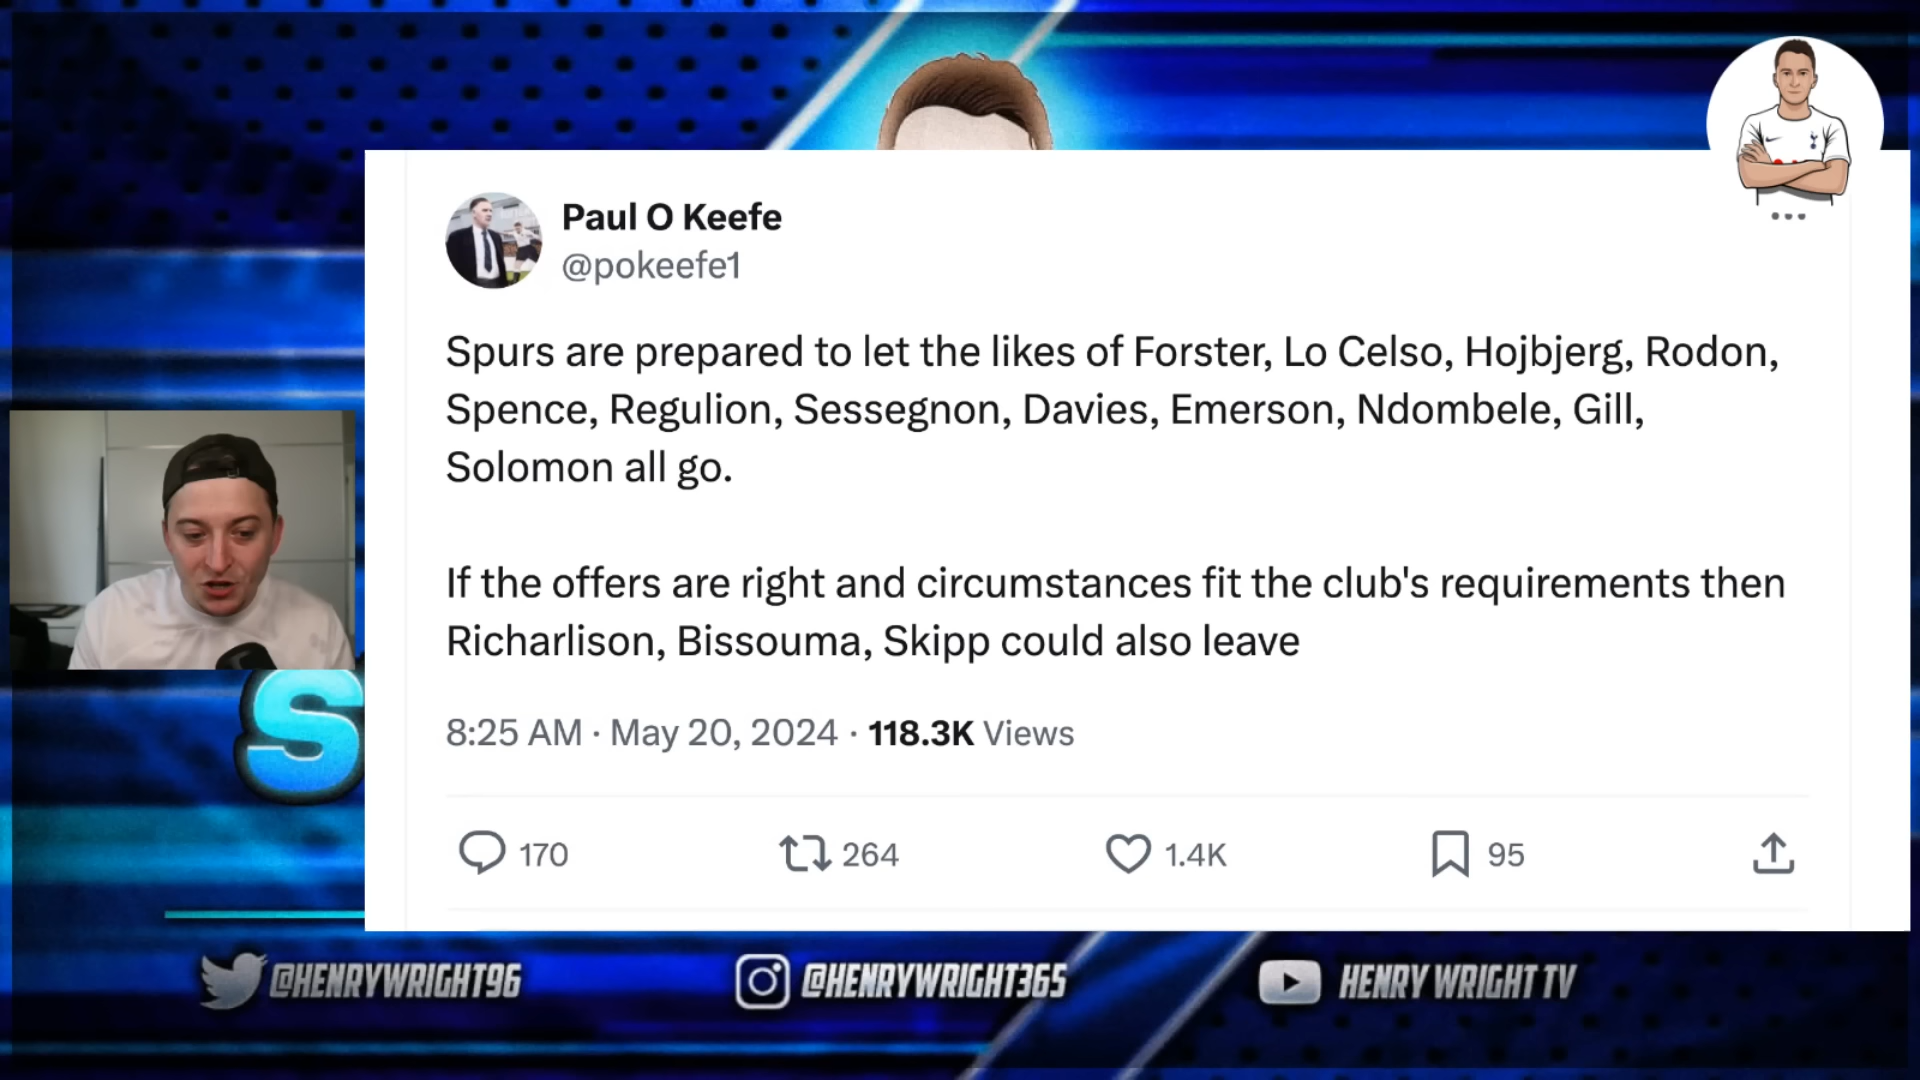 Paul O Keefe
@pokeefe1
Spurs are prepared to let the likes of Forster, Lo Celso, Hojbjerg, Rodon,
Spence, Regulion, Sessegnon, Davies, Emerson, Ndombele, Gill,
Solomon all go.
If the offers are right and circumstances fit the club's requirements then
Richarlison, Bissouma, Skipp could also leave
8:25 AM · May 20, 2024 · 118.3K Views
170 264 1.4K 95
S
@HENRYWRIGHT96 @HENRYWRIGHT365 HENRY WRIGHT TV